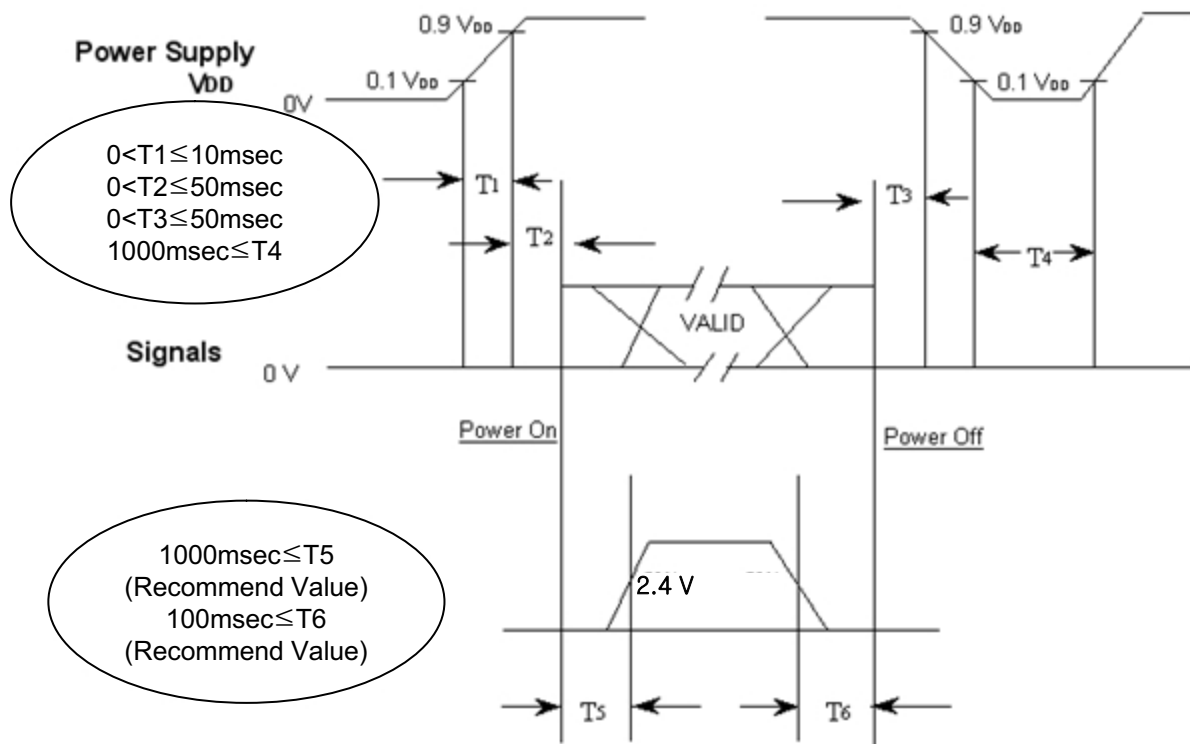 0.9 VDD
0.9 VDD
Power Supply
VDD
0.1 VDD
0.1 VDD
0V
0<T1≦10msec
0<T2≦50msec
0<T3≦50msec
1000msec≦T4
T1
T3
T2
T4
VALID
Signals
0 V
Power On
Power Off
1000msec≦T5
(Recommend Value)
100msec≦T6
(Recommend Value)
2.4 V
T5
T6